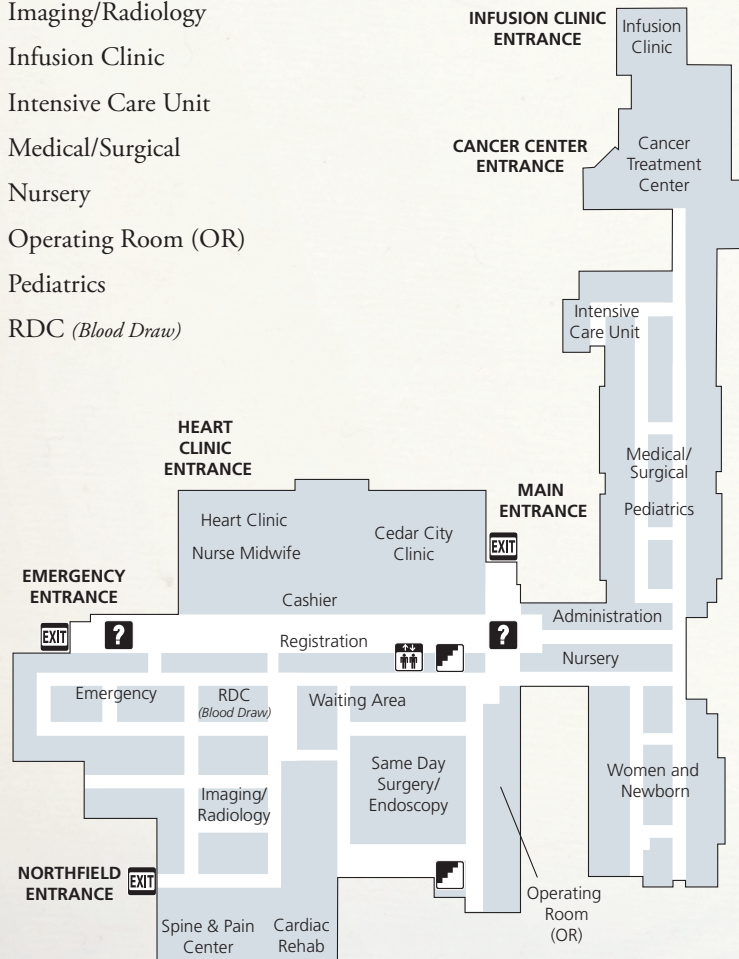 Imaging/Radiology
Infusion Clinic
Intensive Care Unit
Medical/Surgical
Nursery
Operating Room (OR)
Pediatrics
RDC (Blood Draw)
INFUSION CLINIC
ENTRANCE
Infusion
Clinic
CANCER CENTER
ENTRANCE
Cancer
Treatment
Center
Intensive
Care Unit
Medical/
Surgical
Pediatrics
HEART
CLINIC
ENTRANCE
Heart Clinic
Nurse Midwife
Cedar City
Clinic
MAIN
ENTRANCE
EXIT
Cashier
EMERGENCY
ENTRANCE
EXIT
?
Registration
?
Administration
Nursery
Emergency
RDC
(Blood Draw)
Waiting Area
Same Day
Surgery/
Endoscopy
Imaging/
Radiology
Women and
Newborn
NORTHFIELD
ENTRANCE
EXIT
Operating
Room
(OR)
Spine & Pain
Center
Cardiac
Rehab